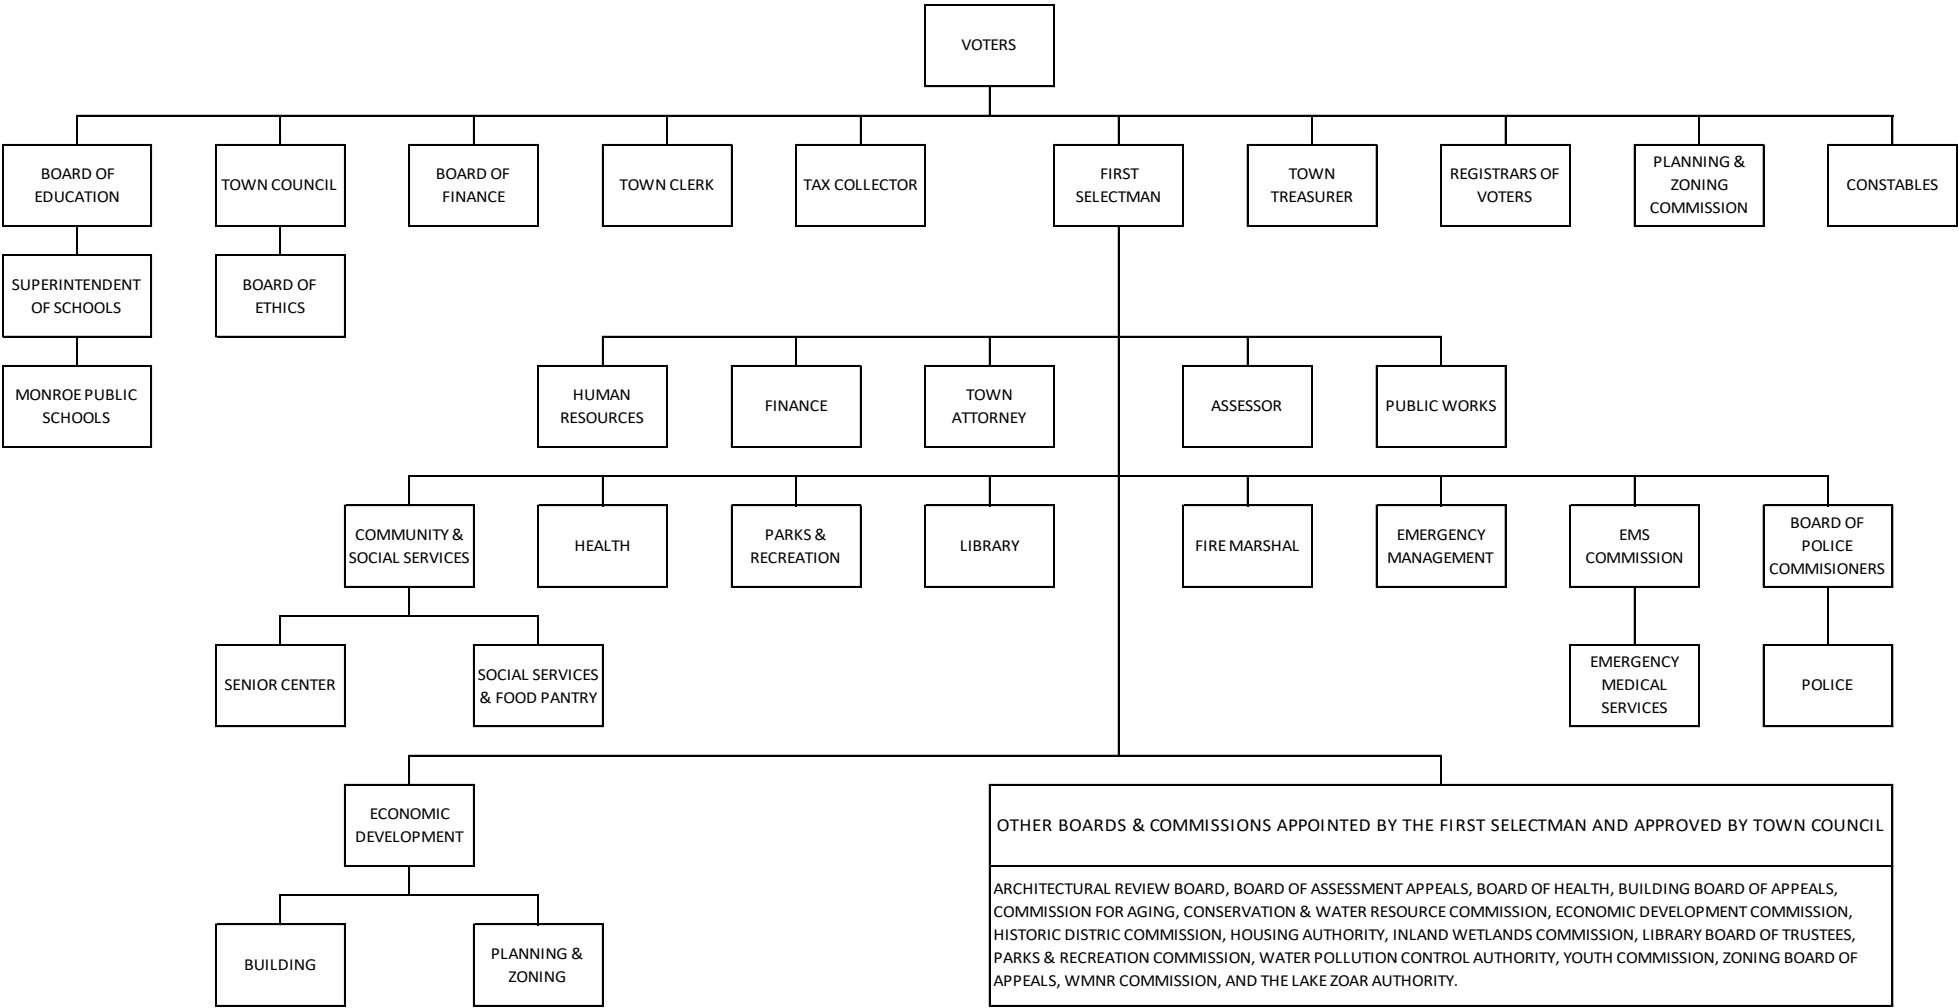 VOTERS
BOARD OF
EDUCATION
TOWN COUNCIL
BOARD OF
FINANCE
TOWN CLERK
TAX COLLECTOR
FIRST
SELECTMAN
TOWN
TREASURER
REGISTRARS OF
VOTERS
PLANNING &
ZONING
COMMISSION
CONSTABLES
SUPERINTENDENT
OF SCHOOLS
BOARD OF
ETHICS
MONROE PUBLIC
SCHOOLS
HUMAN
RESOURCES
FINANCE
TOWN
ATTORNEY
ASSESSOR
PUBLIC WORKS
COMMUNITY &
SOCIAL SERVICES
HEALTH
PARKS &
RECREATION
LIBRARY
FIRE MARSHAL
EMERGENCY
MANAGEMENT
EMS
COMMISSION
BOARD OF
POLICE
COMMISIONERS
SENIOR CENTER
SOCIAL SERVICES
& FOOD PANTRY
EMERGENCY
MEDICAL
SERVICES
POLICE
ECONOMIC
DEVELOPMENT
BUILDING
PLANNING &
ZONING
OTHER BOARDS & COMMISSIONS APPOINTED BY THE FIRST SELECTMAN AND APPROVED BY TOWN COUNCIL
ARCHITECTURAL REVIEW BOARD, BOARD OF ASSESSMENT APPEALS, BOARD OF HEALTH, BUILDING BOARD OF APPEALS,
COMMISSION FOR AGING, CONSERVATION & WATER RESOURCE COMMISSION, ECONOMIC DEVELOPMENT COMMISSION,
HISTORIC DISTRIC COMMISSION, HOUSING AUTHORITY, INLAND WETLANDS COMMISSION, LIBRARY BOARD OF TRUSTEES,
PARKS & RECREATION COMMISSION, WATER POLLUTION CONTROL AUTHORITY, YOUTH COMMISSION, ZONING BOARD OF
APPEALS, WMNR COMMISSION, AND THE LAKE ZOAR AUTHORITY.